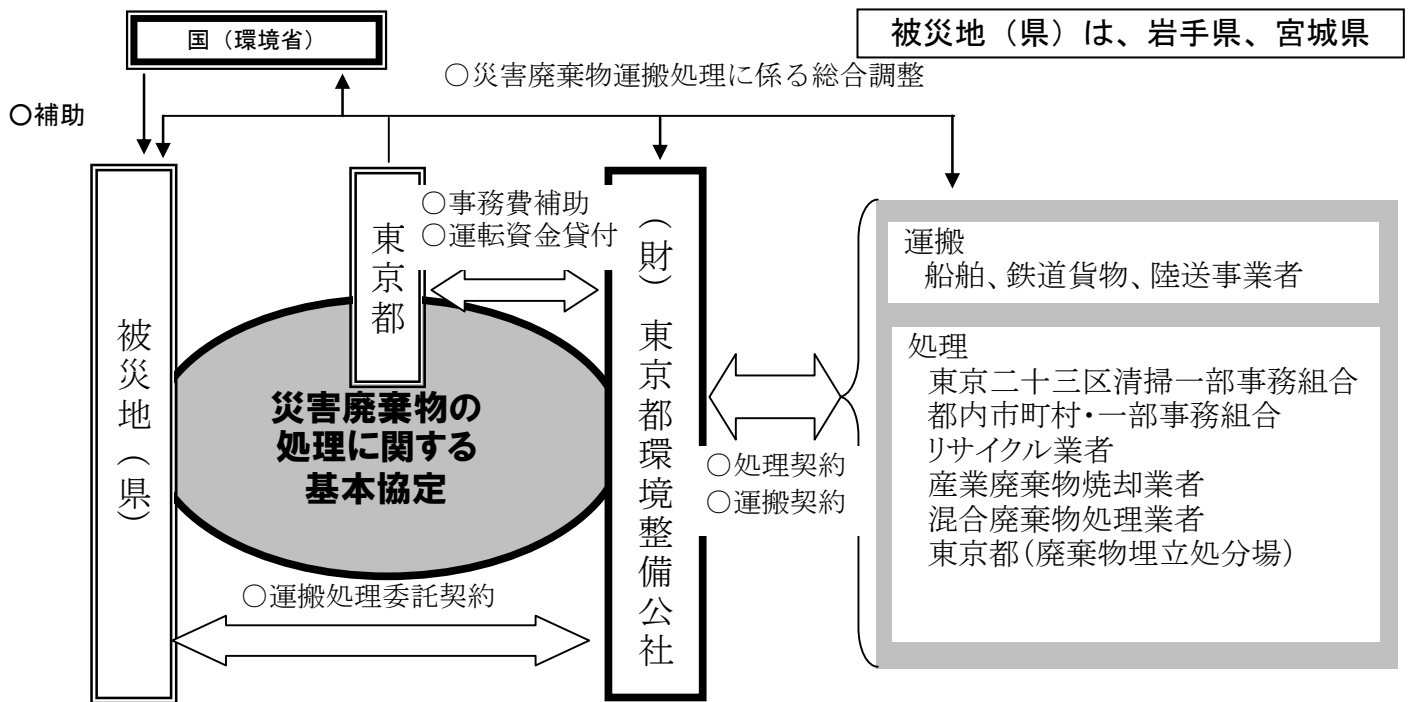 国（環境省）
被災地（県）は、岩手県、宮城県
○災害廃棄物運搬処理に係る総合調整
○補助
被災地（県）
東京都
○事務費補助
○運転資金貸付
（財）東京都環境整備公社
災害廃棄物の
処理に関する
基本協定
○運搬処理委託契約
○処理契約
○運搬契約
運搬
船舶、鉄道貨物、陸送事業者
処理
東京二十三区清掃一部事務組合
都内市町村・一部事務組合
リサイクル業者
産業廃棄物焼却業者
混合廃棄物処理業者
東京都（廃棄物埋立処分場）